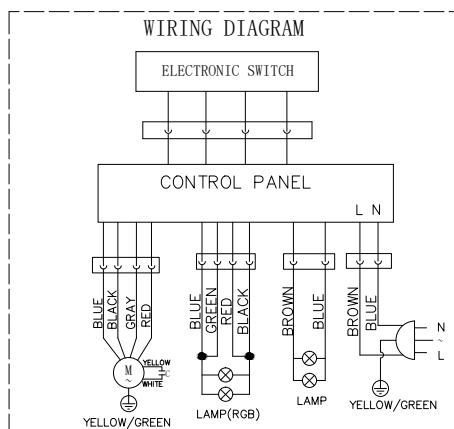 WIRING DIAGRAM
ELECTRONIC SWITCH
CONTROL PANEL
L N
BLUE
BLACK
GRAY
RED
BLUE
GREEN
RED
BLACK
BROWN
BLUE
BROWN
BLUE
N
~
L
M
~
YELLOW
C
WHITE
YELLOW/GREEN
LAMP(RGB)
LAMP
YELLOW/GREEN